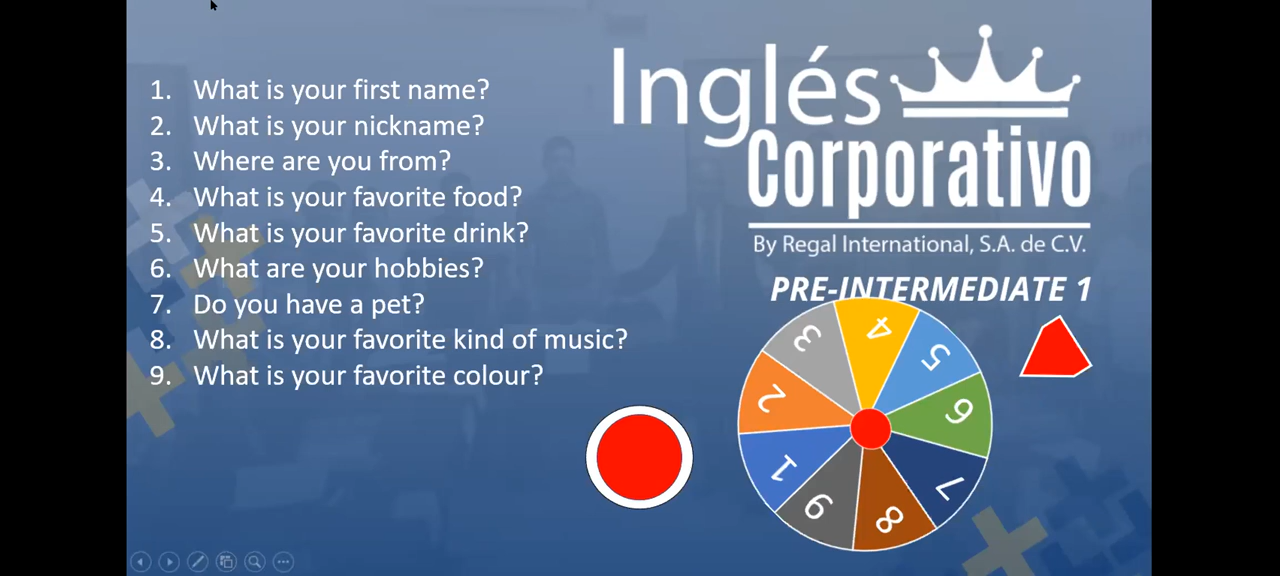 1. What is your first name?
2. What is your nickname?
3. Where are you from?
4. What is your favorite food?
5. What is your favorite drink?
6. What are your hobbies?
7. Do you have a pet?
8. What is your favorite kind of music?
9. What is your favorite colour?
Inglés
Corporativo
By Regal International, S.A. de C.V.
PRE-INTERMEDIATE 1
1
2
3
4
5
6
7
8
9